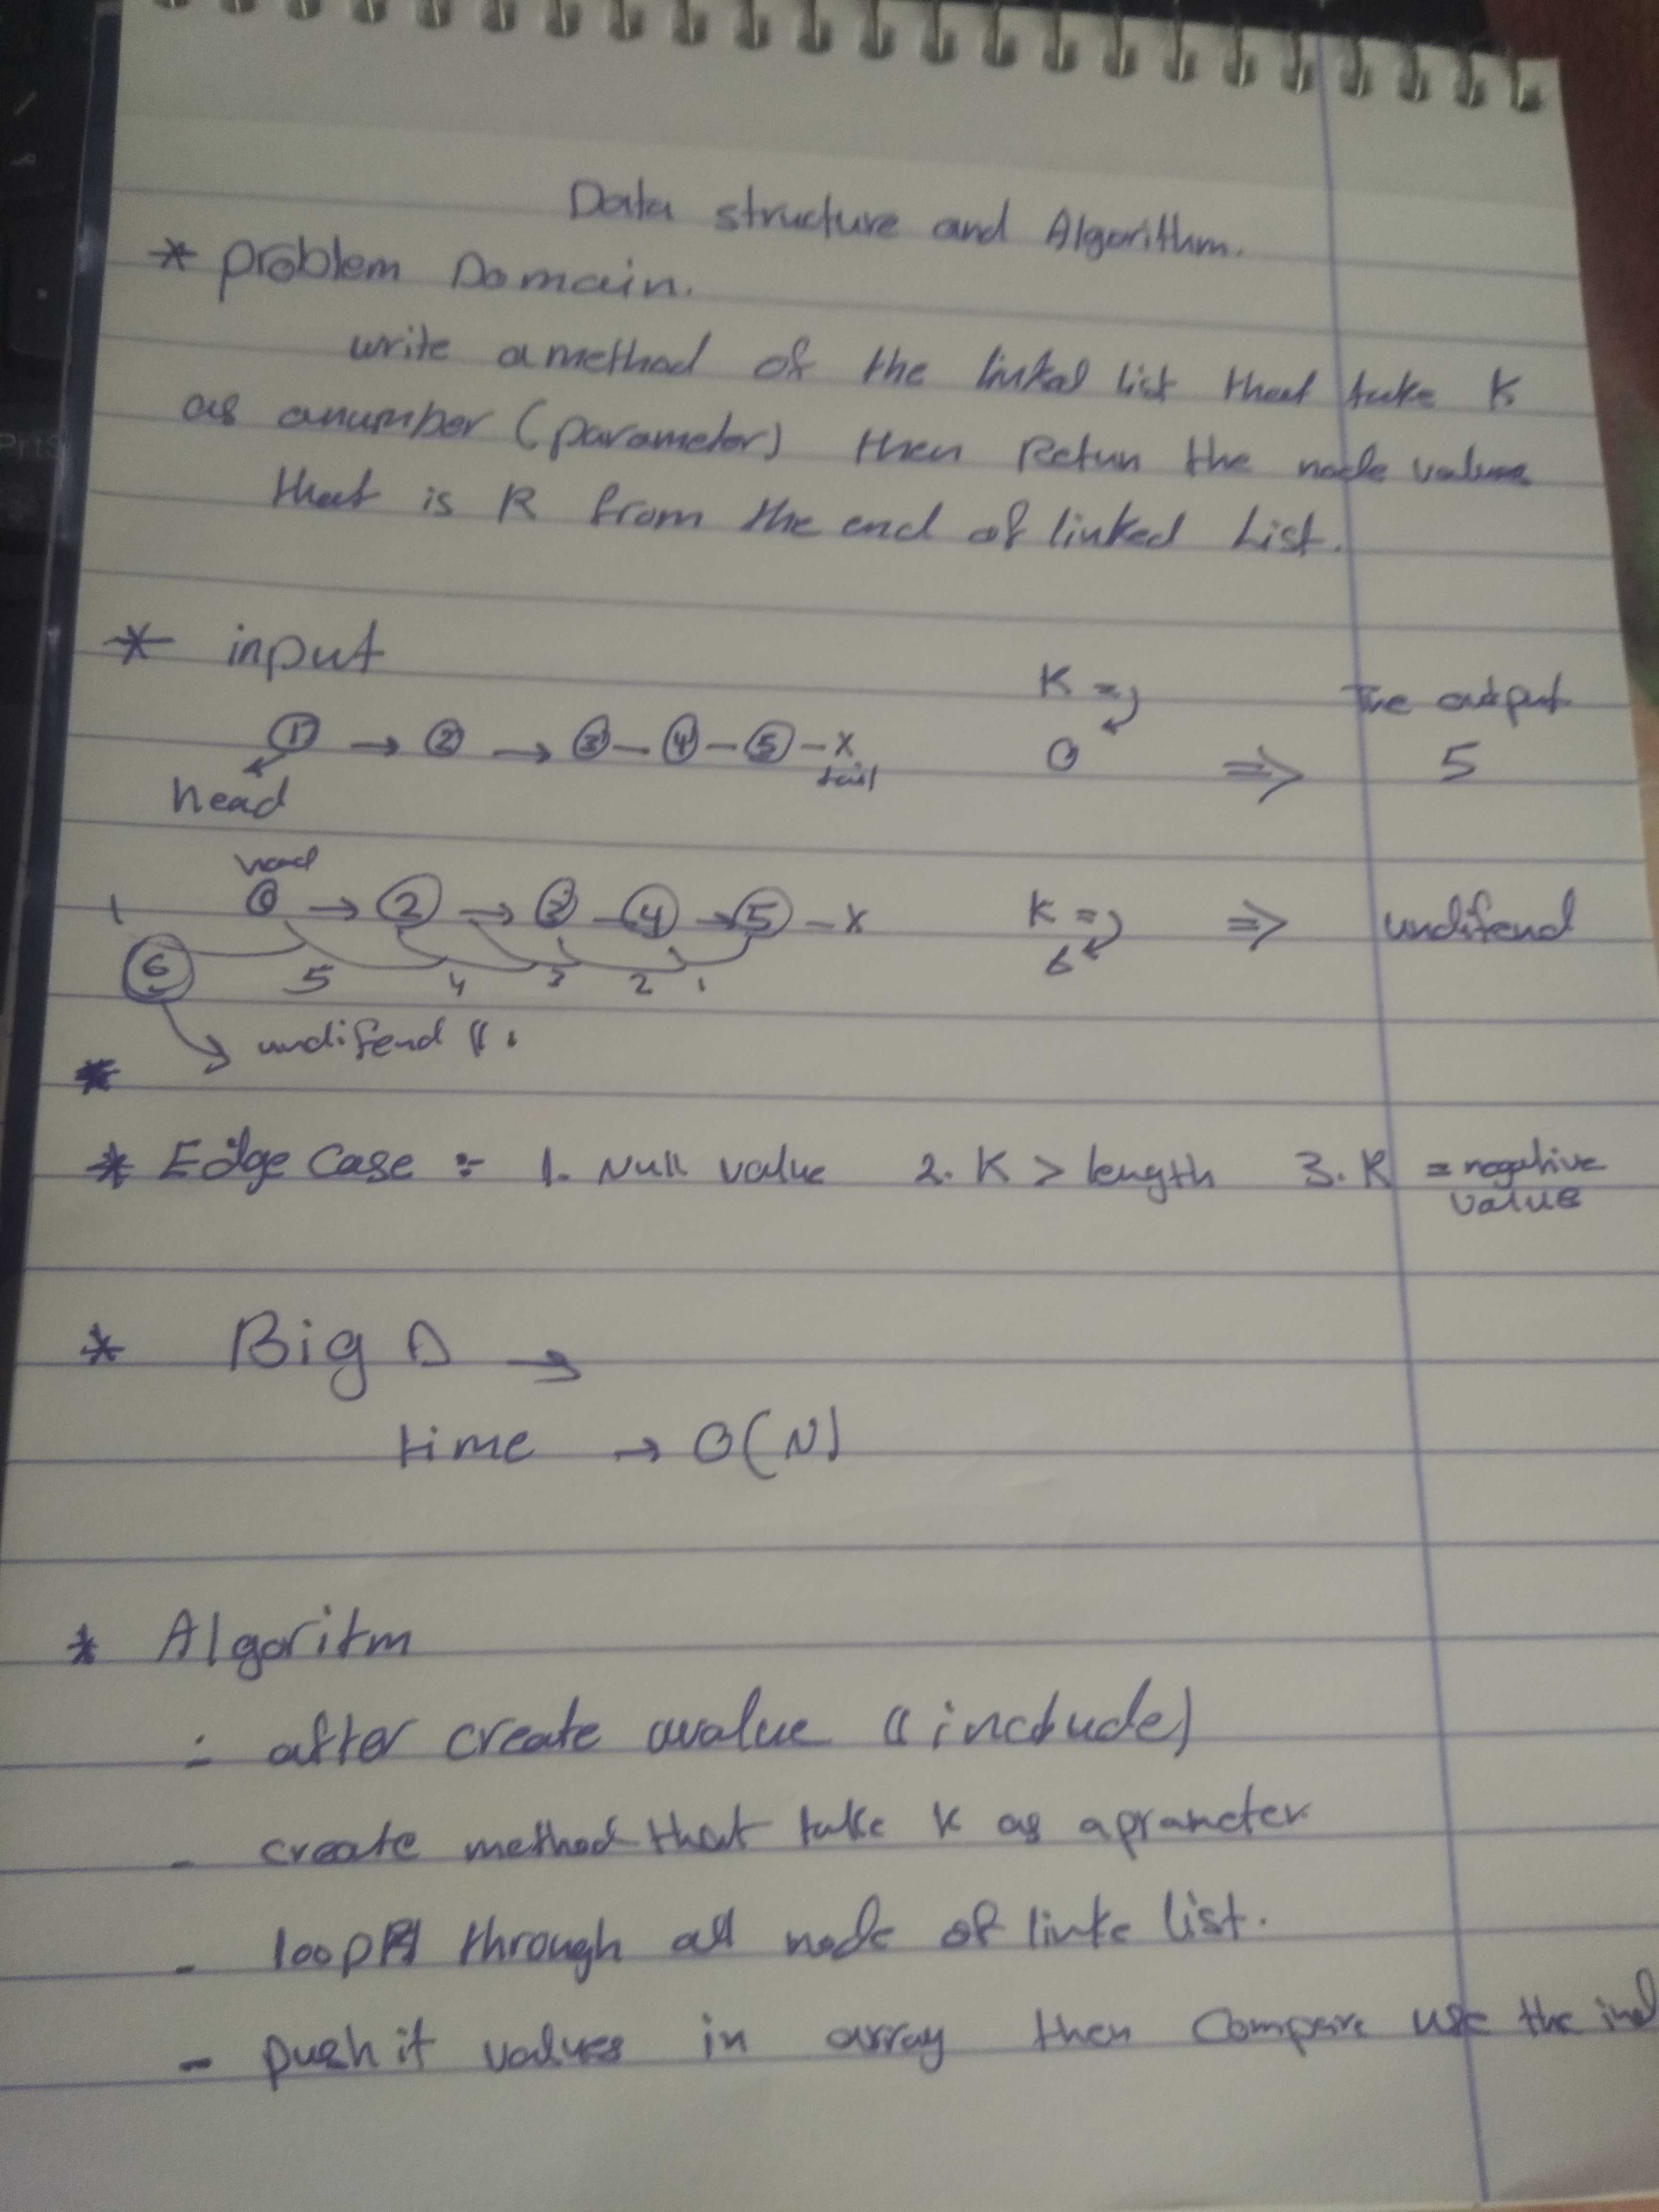 Data structure and Algorithm.
* problem Domain.
write a method of the linked list that take K
as anumber (parameter) then Retun the node value
that is K from the end of linked List.
* input
K =
The output
1 → 2 → 3 - 4 - 5 - X
0 ⇒ 5
tail
head
head
1 → 2 → 3 - 4 → 5 - X K = ⇒ undifend
6 5 4 3 2 1 6
undifend
*
* Edge Case :- 1. Null value 2. K > length 3. K = negative
value
* Big O →
time → O(N)
* Algoritm
- after create avalue (include)
- create method that take K as aprameter
- loop through all node of linke list.
- push it values in array then Compare use the ind